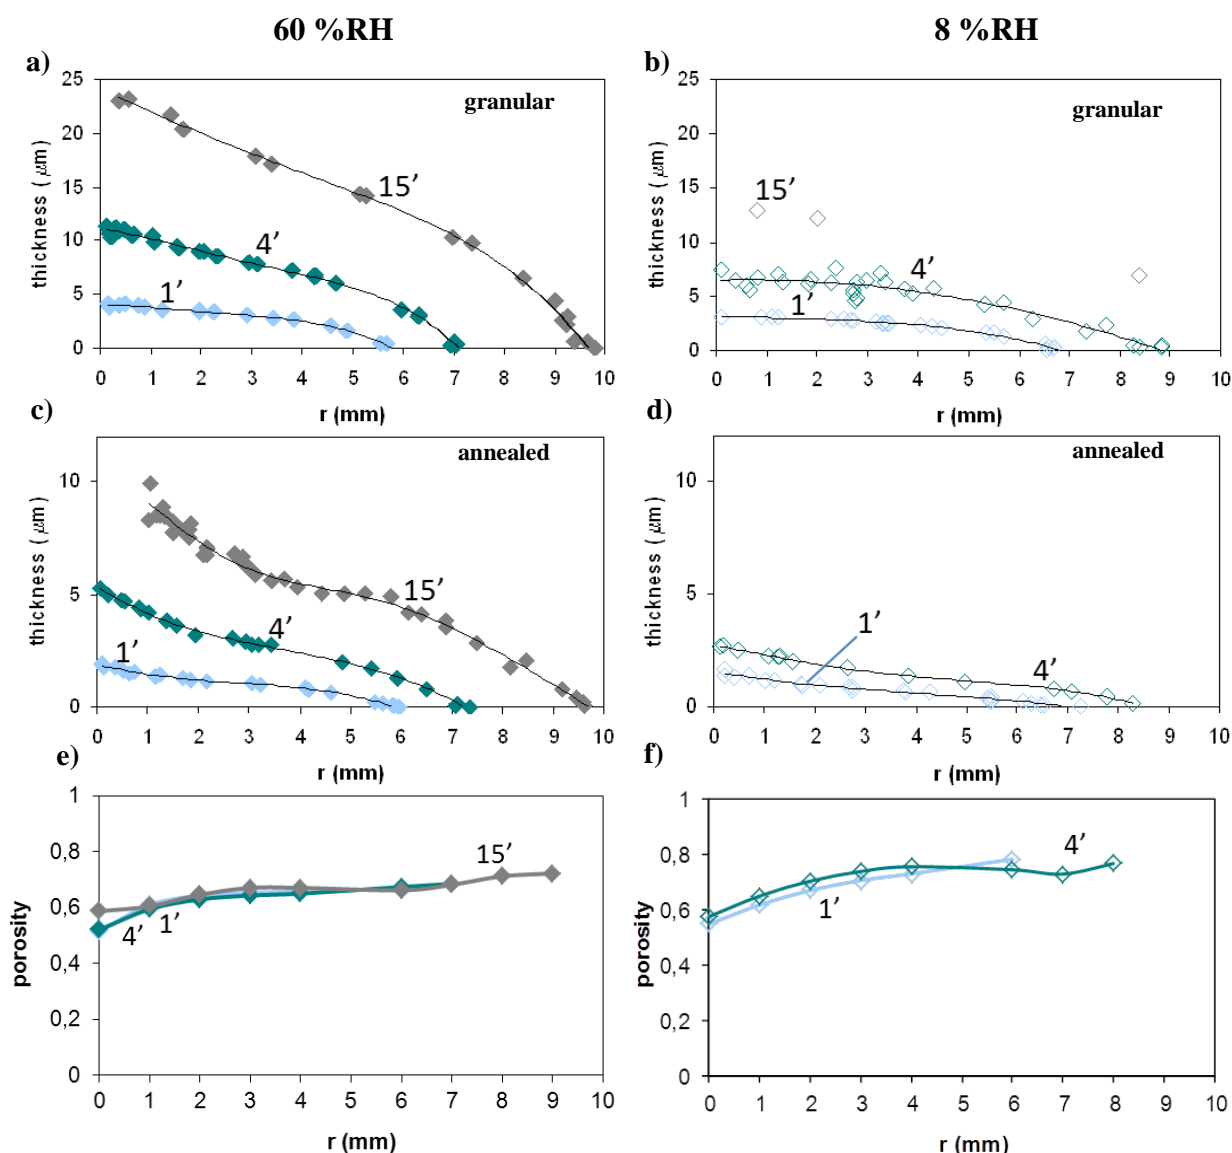 60 %RH
8 %RH
a)
b)
25
20
15
10
5
0
thickness ( μm)
granular
15’
4’
1’
0 1 2 3 4 5 6 7 8 9 10
r (mm)
25
20
15
10
5
0
thickness ( μm)
granular
15’
4’
1’
0 1 2 3 4 5 6 7 8 9 10
r (mm)
c)
d)
10
5
0
thickness ( μm)
annealed
15’
4’
1’
0 1 2 3 4 5 6 7 8 9 10
r (mm)
10
5
0
thickness ( μm)
annealed
1’
4’
0 1 2 3 4 5 6 7 8 9 10
r (mm)
e)
f)
1
0,8
0,6
0,4
0,2
0
porosity
15’
4’
1’
0 1 2 3 4 5 6 7 8 9 10
r (mm)
1
0,8
0,6
0,4
0,2
0
porosity
4’
1’
0 1 2 3 4 5 6 7 8 9 10
r (mm)